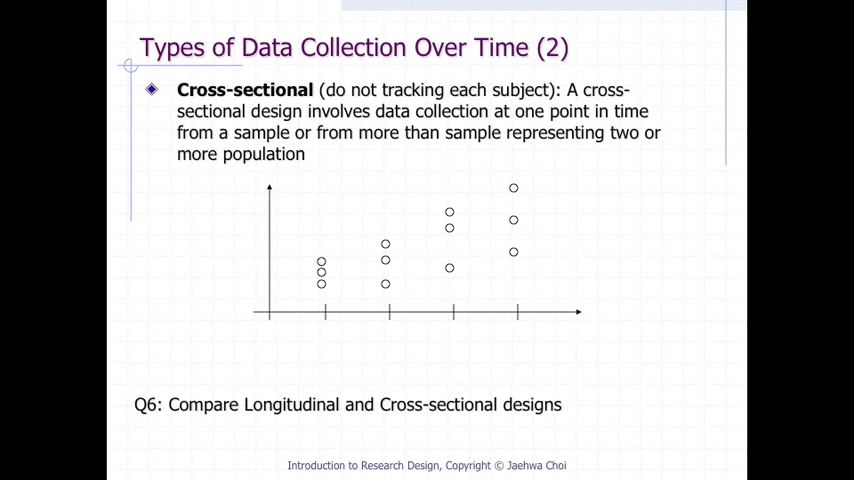 Types of Data Collection Over Time (2)
Cross-sectional (do not tracking each subject): A cross-
sectional design involves data collection at one point in time
from a sample or from more than sample representing two or
more population
Q6: Compare Longitudinal and Cross-sectional designs
Introduction to Research Design, Copyright © Jaehwa Choi